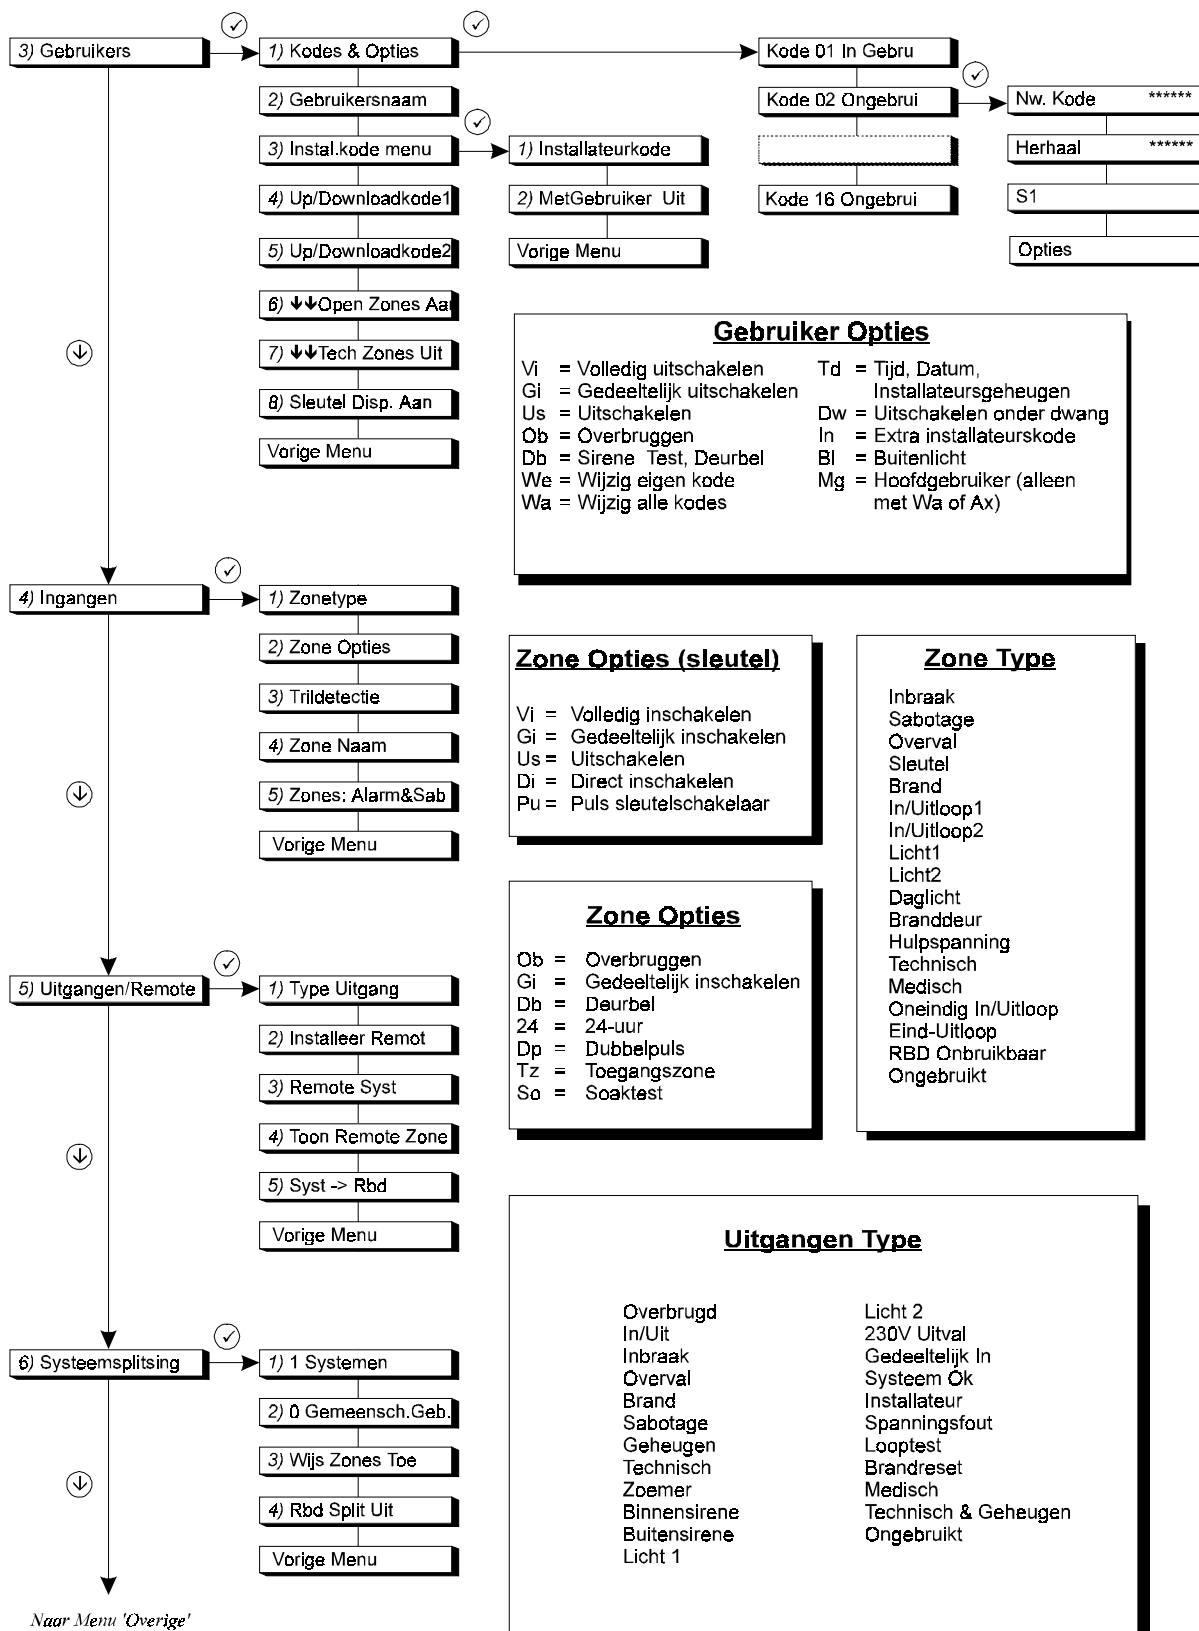 3) Gebruikers
1) Kodes & Opties
2) Gebruikersnaam
3) Instal.kode menu
4) Up/Downloadkode1
5) Up/Downloadkode2
6) ↓↓Open Zones Aan
7) ↓↓Tech Zones Uit
8) Sleutel Disp. Aan
Vorige Menu
1) Installateurkode
2) MetGebruiker Uit
Vorige Menu
Kode 01 In Gebru
Kode 02 Ongebrui
Kode 16 Ongebrui
Nw. Kode ******
Herhaal ******
S1
Opties
Gebruiker Opties
Vi = Volledig uitschakelen
Gi = Gedeeltelijk uitschakelen
Us = Uitschakelen
Ob = Overbruggen
Db = Sirene Test, Deurbel
We = Wijzig eigen kode
Wa = Wijzig alle kodes
Td = Tijd, Datum,
Installateursgeheugen
Dw = Uitschakelen onder dwang
In = Extra installateurskode
Bl = Buitenlicht
Mg = Hoofdgebruiker (alleen
met Wa of Ax)
4) Ingangen
1) Zonetype
2) Zone Opties
3) Trildetectie
4) Zone Naam
5) Zones: Alarm&Sab
Vorige Menu
Zone Opties (sleutel)
Vi = Volledig inschakelen
Gi = Gedeeltelijk inschakelen
Us = Uitschakelen
Di = Direct inschakelen
Pu = Puls sleutelschakelaar
Zone Type
Inbraak
Sabotage
Overval
Sleutel
Brand
In/Uitloop1
In/Uitloop2
Licht1
Licht2
Daglicht
Branddeur
Hulpspanning
Technisch
Medisch
Oneindig In/Uitloop
Eind-Uitloop
RBD Onbruikbaar
Ongebruikt
Zone Opties
Ob = Overbruggen
Gi = Gedeeltelijk inschakelen
Db = Deurbel
24 = 24-uur
Dp = Dubbelpuls
Tz = Toegangszone
So = Soaktest
5) Uitgangen/Remote
1) Type Uitgang
2) Installeer Remot
3) Remote Syst
4) Toon Remote Zone
5) Syst -> Rbd
Vorige Menu
Uitgangen Type
Overbrugd
In/Uit
Inbraak
Overval
Brand
Sabotage
Geheugen
Technisch
Zoemer
Binnensirene
Buitensirene
Licht 1
Licht 2
230V Uitval
Gedeeltelijk In
Systeem Ok
Installateur
Spanningsfout
Looptest
Brandreset
Medisch
Technisch & Geheugen
Ongebruikt
6) Systeemsplitsing
1) 1 Systemen
2) 0 Gemeensch.Geb.
3) Wijs Zones Toe
4) Rbd Split Uit
Vorige Menu
Naar Menu 'Overige'